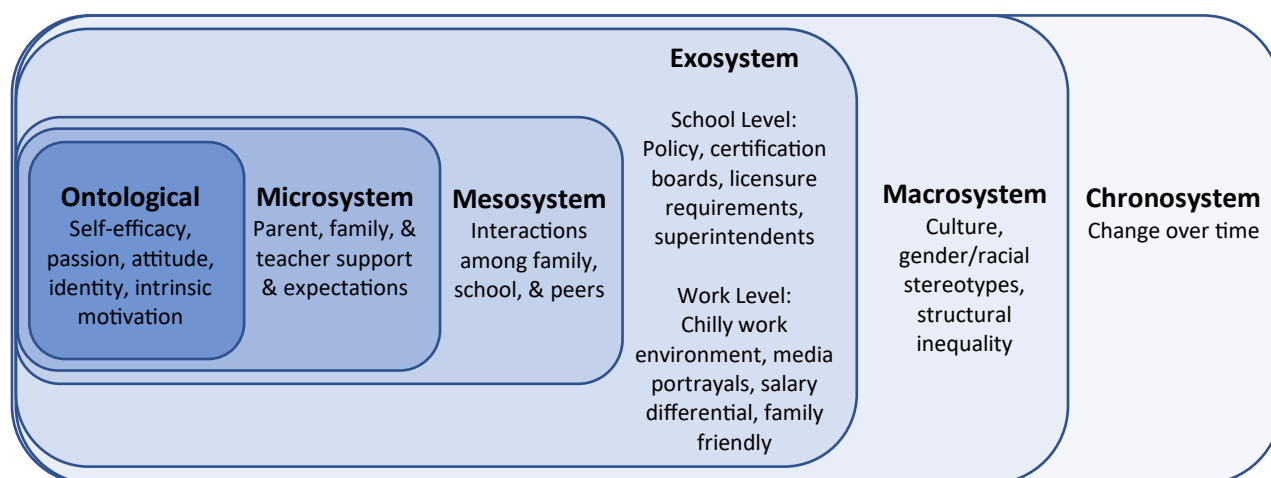 Ontological
Self-efficacy,
passion, attitude,
identity, intrinsic
motivation
Microsystem
Parent, family, &
teacher support
& expectations
Mesosystem
Interactions
among family,
school, & peers
Exosystem
School Level:
Policy, certification
boards, licensure
requirements,
superintendents
Work Level:
Chilly work
environment, media
portrayals, salary
differential, family
friendly
Macrosystem
Culture,
gender/racial
stereotypes,
structural
inequality
Chronosystem
Change over time